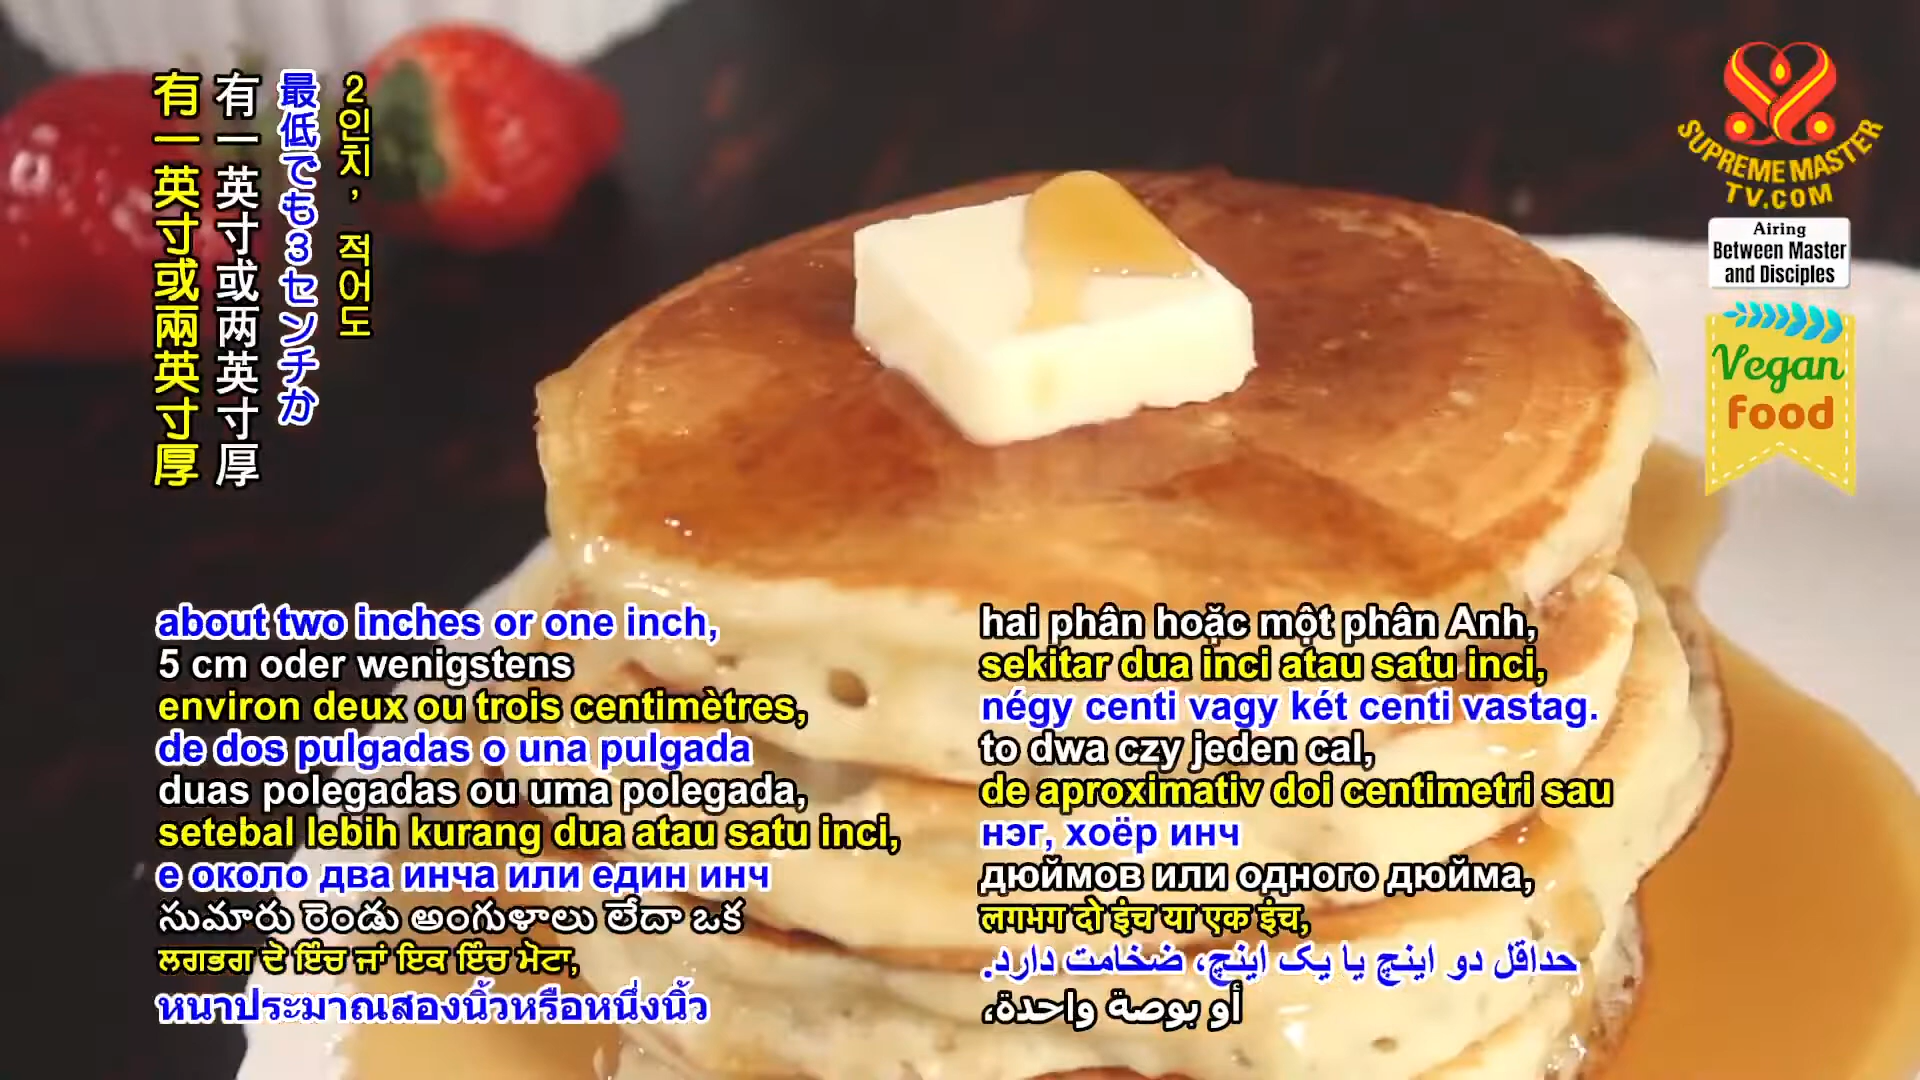 有一英寸或兩英寸厚
有一英寸或两英寸厚
最低でも3センチか
2인치, 적어도
SUPREME MASTER
TV.COM
Airing
Between Master
and Disciples
Vegan
food
about two inches or one inch,
5 cm oder wenigstens
environ deux ou trois centimètres,
de dos pulgadas o una pulgada
duas polegadas ou uma polegada,
setebal lebih kurang dua atau satu inci,
е около два инча или един инч
సుమారు రెండు అంగుళాలు లేదా ఒక
ਲਗਭਗ ਦੋ ਇੰਚ ਜਾਂ ਇਕ ਇੰਚ ਮੋਟਾ,
หนาประมาณสองนิ้วหรือหนึ่งนิ้ว
hai phân hoặc một phân Anh,
sekitar dua inci atau satu inci,
négy centi vagy két centi vastag.
to dwa czy jeden cal,
de aproximativ doi centimetri sau
нэг, хоёр инч
дюймов или одного дюйма,
लगभग दो इंच या एक इंच,
حداقل دو اینچ یا یک اینچ، ضخامت دارد.
أو بوصة واحدة،